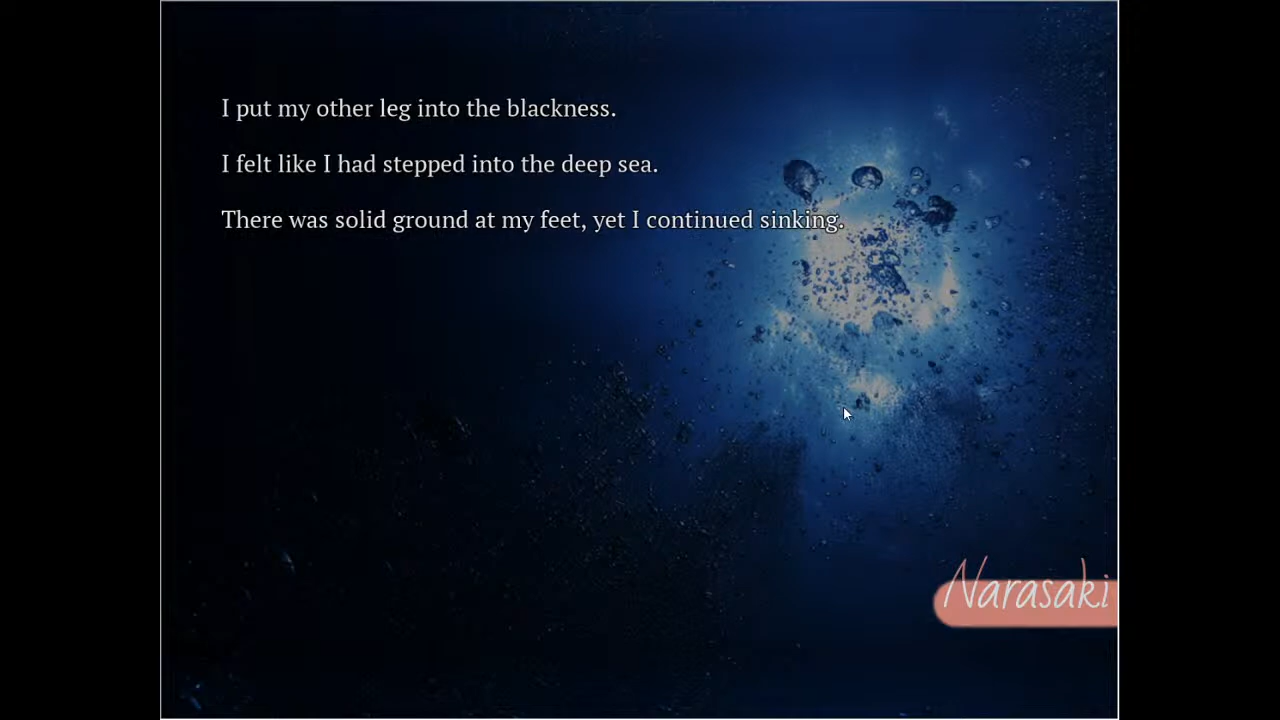 I put my other leg into the blackness.
I felt like I had stepped into the deep sea.
There was solid ground at my feet, yet I continued sinking.
Narasaki